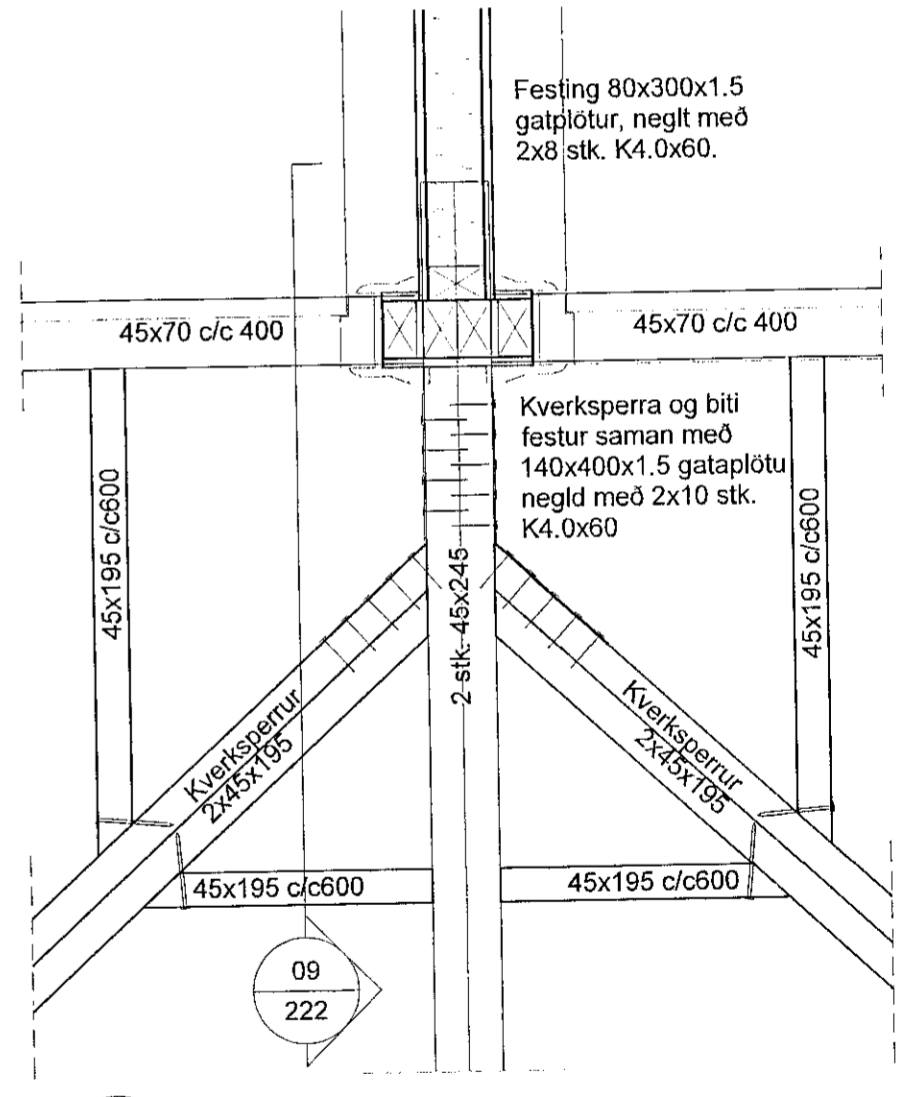 Festing 80x300x1.5
gatplötur, neglt með
2x8 stk. K4.0x60.
45x70 c/c 400
45x70 c/c 400
Kverksperra og biti
festur saman með
140x400x1.5 gataplötu
negld með 2x10 stk.
K4.0x60
45x195 c/c600
2 stk. 45x245
45x195 c/c600
Kverksperrur
2x45x195
Kverksperrur
2x45x195
45x195 c/c600
45x195 c/c600
09
222